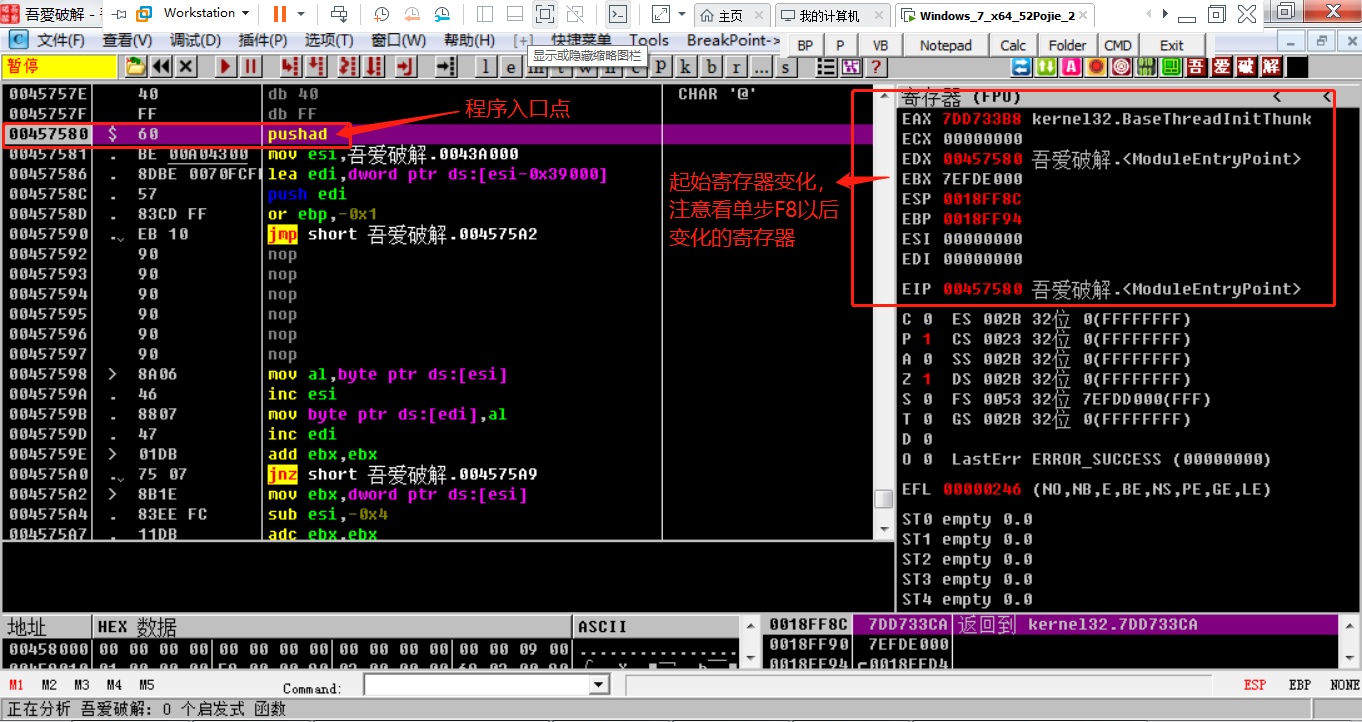 吾爱破解 -
Workstation
主页
我的计算机
Windows_7_x64_52Pojie_2
文件(F) 查看(V) 调试(D) 插件(P) 选项(T) 窗口(W) 帮助(H) [+] 快捷菜单 Tools BreakPoint->
BP P VB Notepad Calc Folder CMD Exit
显示或隐藏缩略图栏
暂停
l e m t w h c p k b r ... s
?
吾 爱 破 解
0045757E 40 db 40 CHAR '@'
0045757F FF db FF
00457580 $ 60 pushad
程序入口点
00457581 . BE 00A04300 mov esi,吾爱破解.0043A000
00457586 . 8DBE 0070FCF lea edi,dword ptr ds:[esi-0x39000]
0045758C . 57 push edi
0045758D . 83CD FF or ebp,-0x1
00457590 . EB 10 jmp short 吾爱破解.004575A2
00457592 90 nop
00457593 90 nop
00457594 90 nop
00457595 90 nop
00457596 90 nop
00457597 90 nop
00457598 > 8A06 mov al,byte ptr ds:[esi]
0045759A . 46 inc esi
0045759B . 8807 mov byte ptr ds:[edi],al
0045759D . 47 inc edi
0045759E > 01DB add ebx,ebx
004575A0 . 75 07 jnz short 吾爱破解.004575A9
004575A2 > 8B1E mov ebx,dword ptr ds:[esi]
004575A4 . 83EE FC sub esi,-0x4
004575A7 . 11DB adc ebx,ebx
起始寄存器变化，
注意看单步F8以后
变化的寄存器
寄存器 (FPU) < <
EAX 7DD733B8 kernel32.BaseThreadInitThunk
ECX 00000000
EDX 00457580 吾爱破解.<ModuleEntryPoint>
EBX 7EFDE000
ESP 0018FF8C
EBP 0018FF94
ESI 00000000
EDI 00000000
EIP 00457580 吾爱破解.<ModuleEntryPoint>
C 0 ES 002B 32位 0(FFFFFFFF)
P 1 CS 0023 32位 0(FFFFFFFF)
A 0 SS 002B 32位 0(FFFFFFFF)
Z 1 DS 002B 32位 0(FFFFFFFF)
S 0 FS 0053 32位 7EFDD000(FFF)
T 0 GS 002B 32位 0(FFFFFFFF)
D 0
O 0 LastErr ERROR_SUCCESS (00000000)
EFL 00000246 (NO,NB,E,BE,NS,PE,GE,LE)
ST0 empty 0.0
ST1 empty 0.0
ST2 empty 0.0
ST3 empty 0.0
ST4 empty 0.0
地址 HEX 数据 ASCII
00458000 00 00 00 00 00 00 00 00 00 00 00 00 00 00 09 00
0018FF8C 7DD733CA 返回到 kernel32.7DD733CA
0018FF90 7EFDE000
0018FF94 0018FFD4
M1 M2 M3 M4 M5
Command:
ESP EBP NONE
正在分析 吾爱破解: 0 个启发式 函数